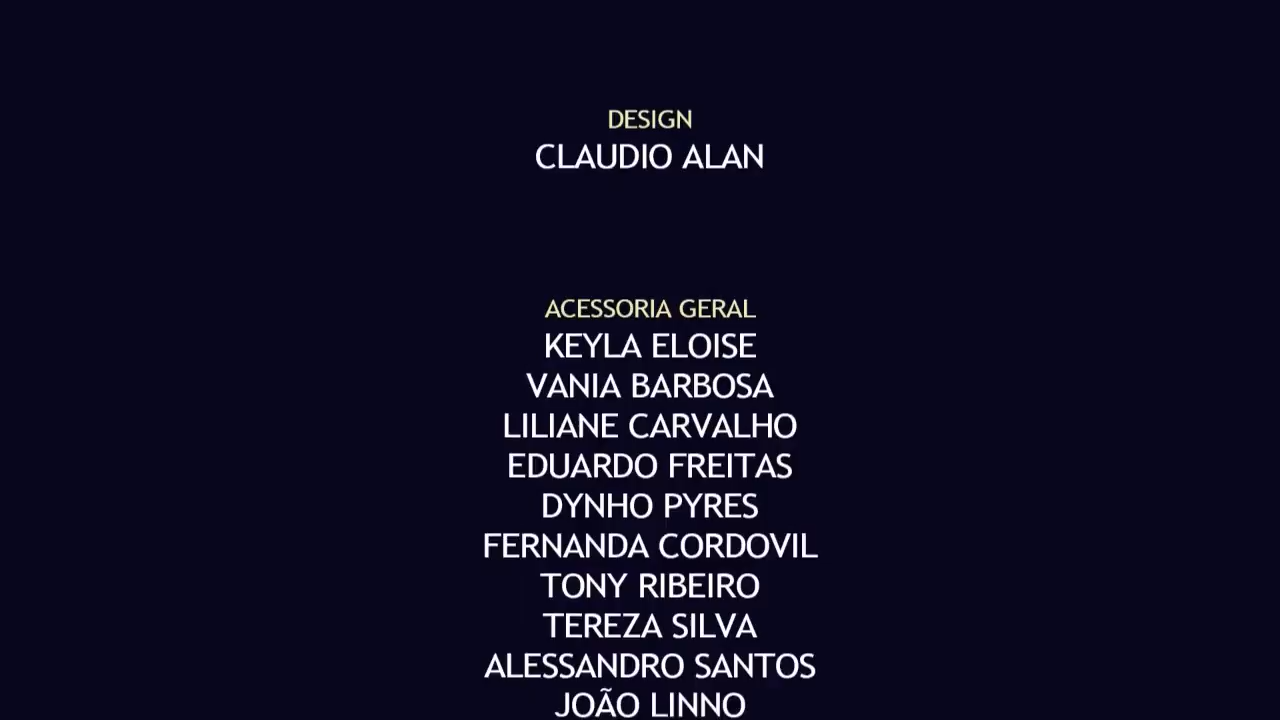 DESIGN
CLAUDIO ALAN
ACESSORIA GERAL
KEYLA ELOISE
VANIA BARBOSA
LILIANE CARVALHO
EDUARDO FREITAS
DYNHO PYRES
FERNANDA CORDOVIL
TONY RIBEIRO
TEREZA SILVA
ALESSANDRO SANTOS
JOÃO LINNO